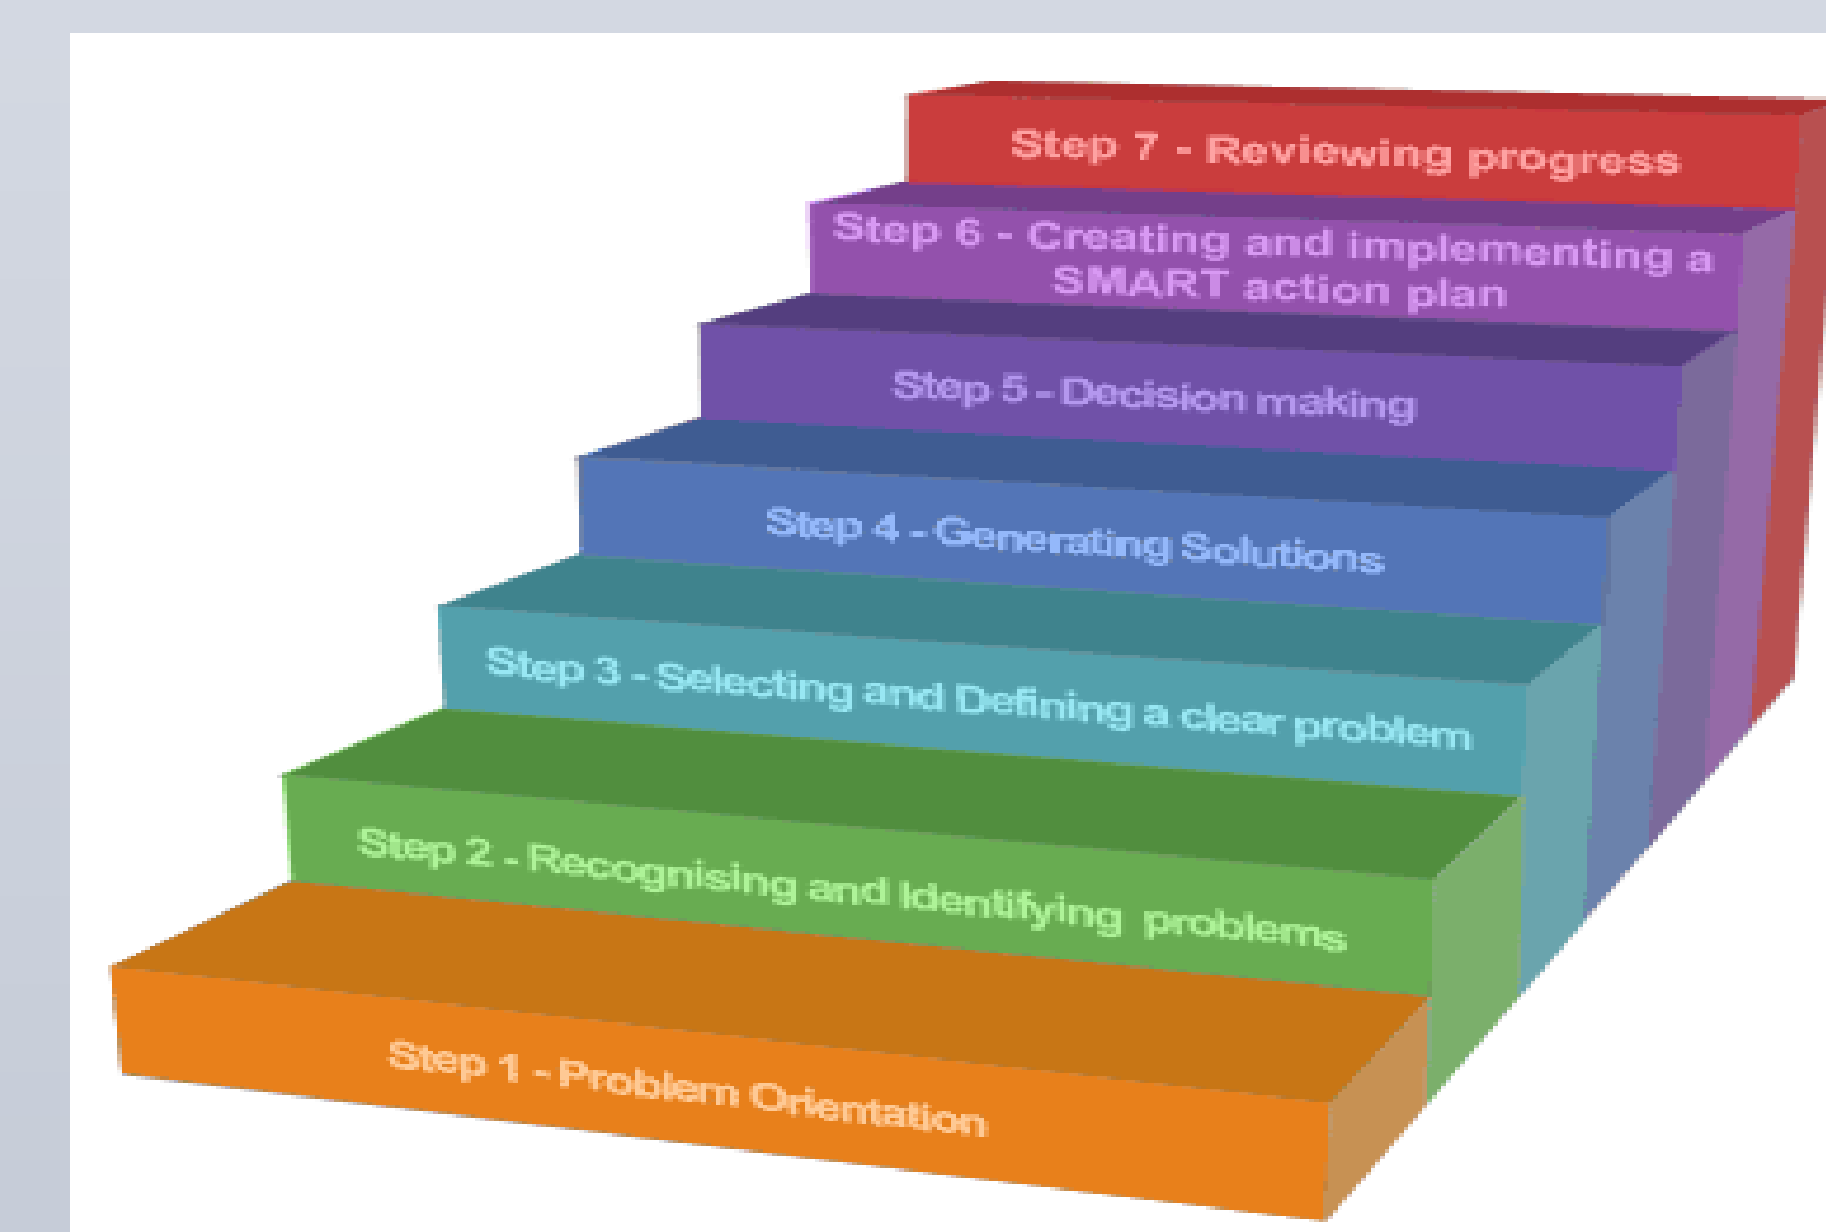 Step 7 - Reviewing progress
Step 6 - Creating and implementing a
SMART action plan
Step 5 - Decision making
Step 4 - Generating Solutions
Step 3 - Selecting and Defining a clear problem
Step 2 - Recognising and Identifying problems
Step 1 - Problem Orientation